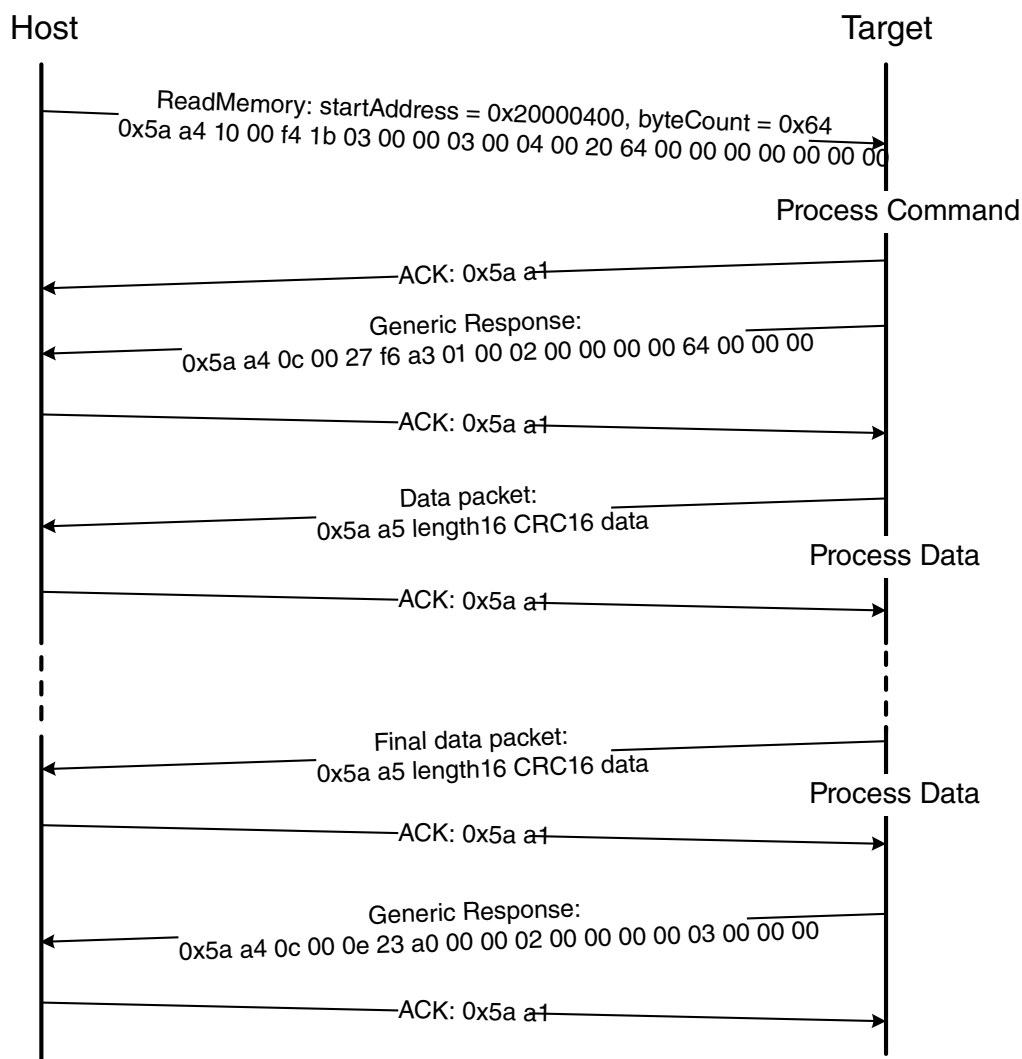 Host
Target
ReadMemory: startAddress = 0x20000400, byteCount = 0x64
0x5a a4 10 00 f4 1b 03 00 00 03 00 04 00 20 64 00 00 00 00 00 00 00
Process Command
ACK: 0x5a a1
Generic Response:
0x5a a4 0c 00 27 f6 a3 01 00 02 00 00 00 00 64 00 00 00
ACK: 0x5a a1
Data packet:
0x5a a5 length16 CRC16 data
Process Data
ACK: 0x5a a1
Final data packet:
0x5a a5 length16 CRC16 data
Process Data
ACK: 0x5a a1
Generic Response:
0x5a a4 0c 00 0e 23 a0 00 00 02 00 00 00 00 03 00 00 00
ACK: 0x5a a1